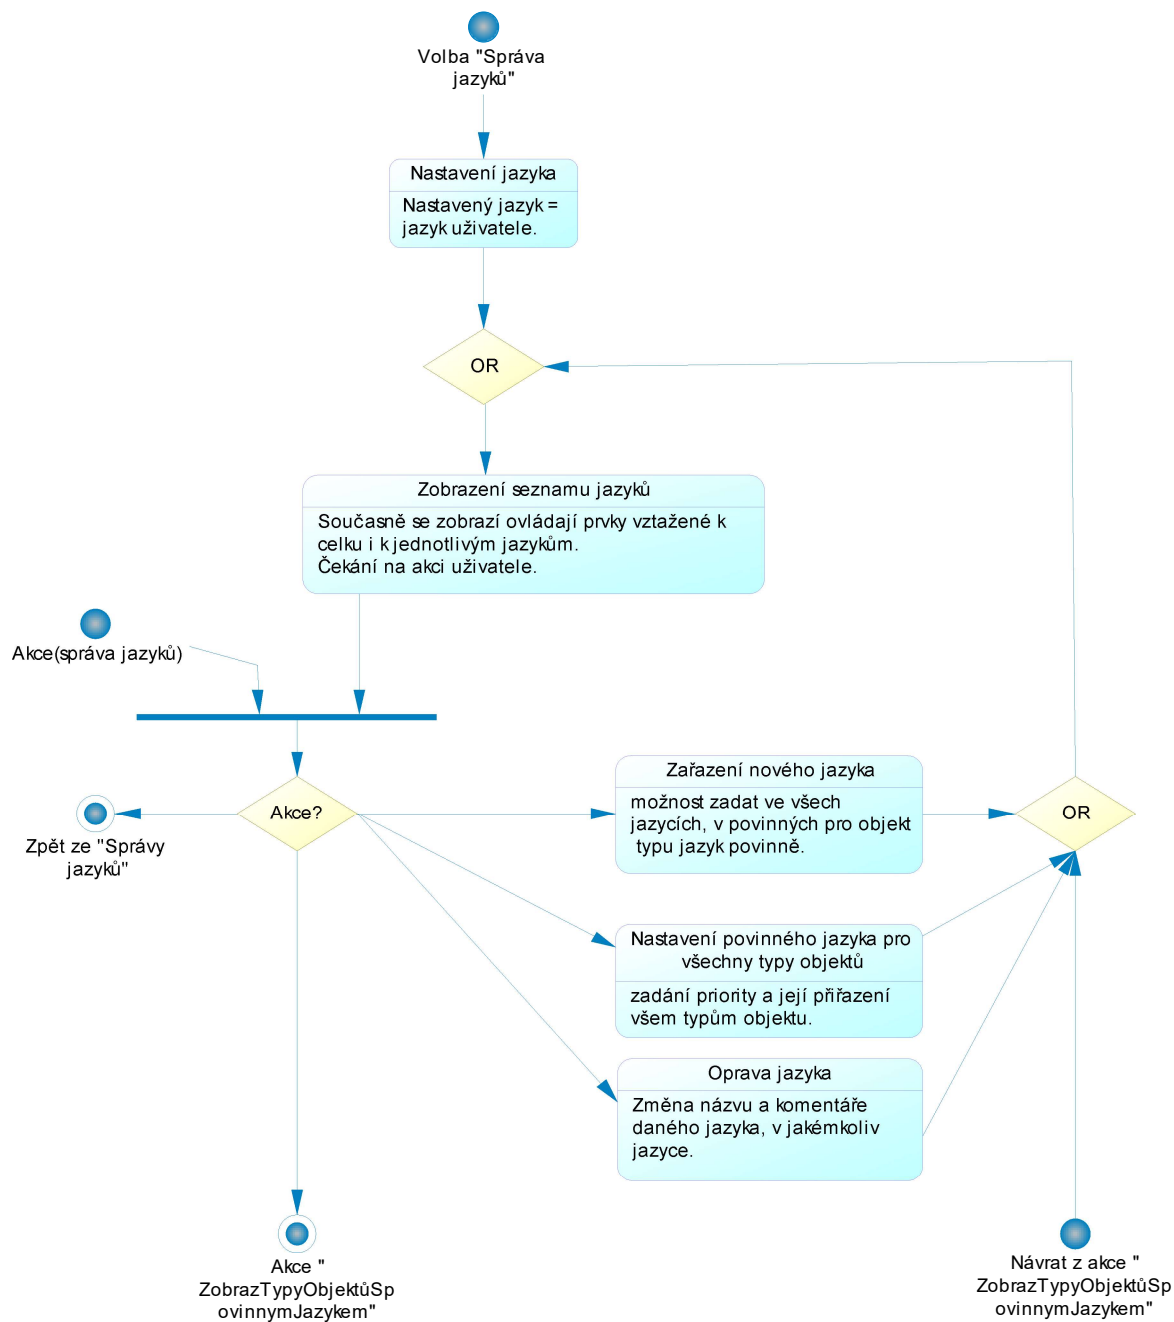 Volba "Správa
jazyků"
Nastavení jazyka
Nastavený jazyk =
jazyk uživatele.
OR
Zobrazení seznamu jazyků
Současně se zobrazí ovládají prvky vztažené k
celku i k jednotlivým jazykům.
Čekání na akci uživatele.
Akce(správa jazyků)
Akce?
Zpět ze "Správy
jazyků"
Zařazení nového jazyka
možnost zadat ve všech
jazycích, v povinných pro objekt
typu jazyk povinně.
OR
Nastavení povinného jazyka pro
všechny typy objektů
zadání priority a její přiřazení
všem typům objektu.
Oprava jazyka
Změna názvu a komentáře
daného jazyka, v jakémkoliv
jazyce.
Akce "
ZobrazTypyObjektůSp
ovinnymJazykem"
Návrat z akce "
ZobrazTypyObjektůSp
ovinnymJazykem"